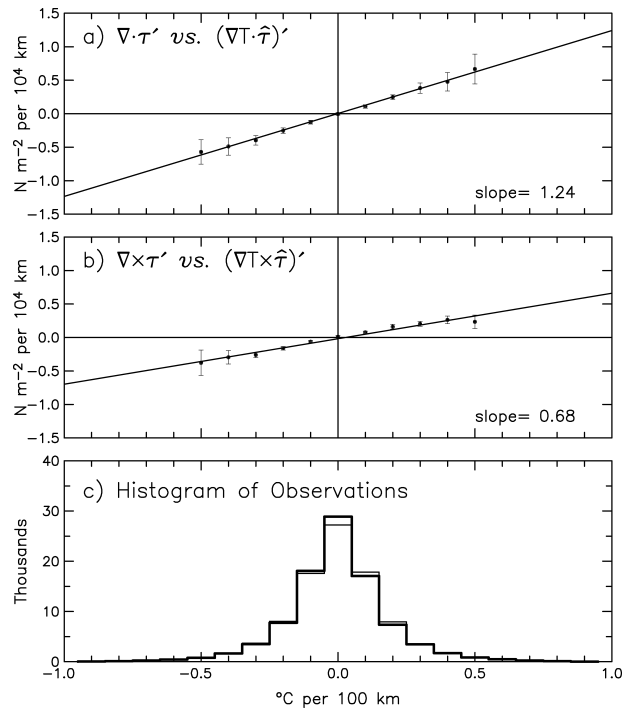 1.5
a) ∇·τ′ vs. (∇T·τ̂)′
1.0
0.5
0.0
−0.5
−1.0
−1.5
N m−2 per 10⁴ km
slope= 1.24
1.5
b) ∇×τ′ vs. (∇T×τ̂)′
1.0
0.5
0.0
−0.5
−1.0
−1.5
N m−2 per 10⁴ km
slope= 0.68
40
c) Histogram of Observations
30
20
10
0
Thousands
−1.0 −0.5 0.0 0.5 1.0
°C per 100 km